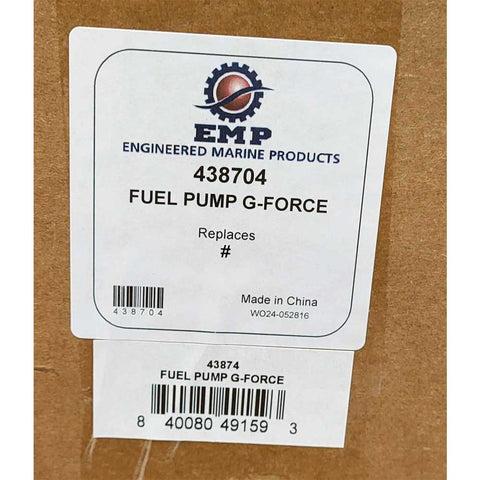 EMP
ENGINEERED MARINE PRODUCTS
438704
FUEL PUMP G-FORCE
Replaces
#
438704
Made in China
WO24-052816
43874
FUEL PUMP G-FORCE
8 40080 49159 3